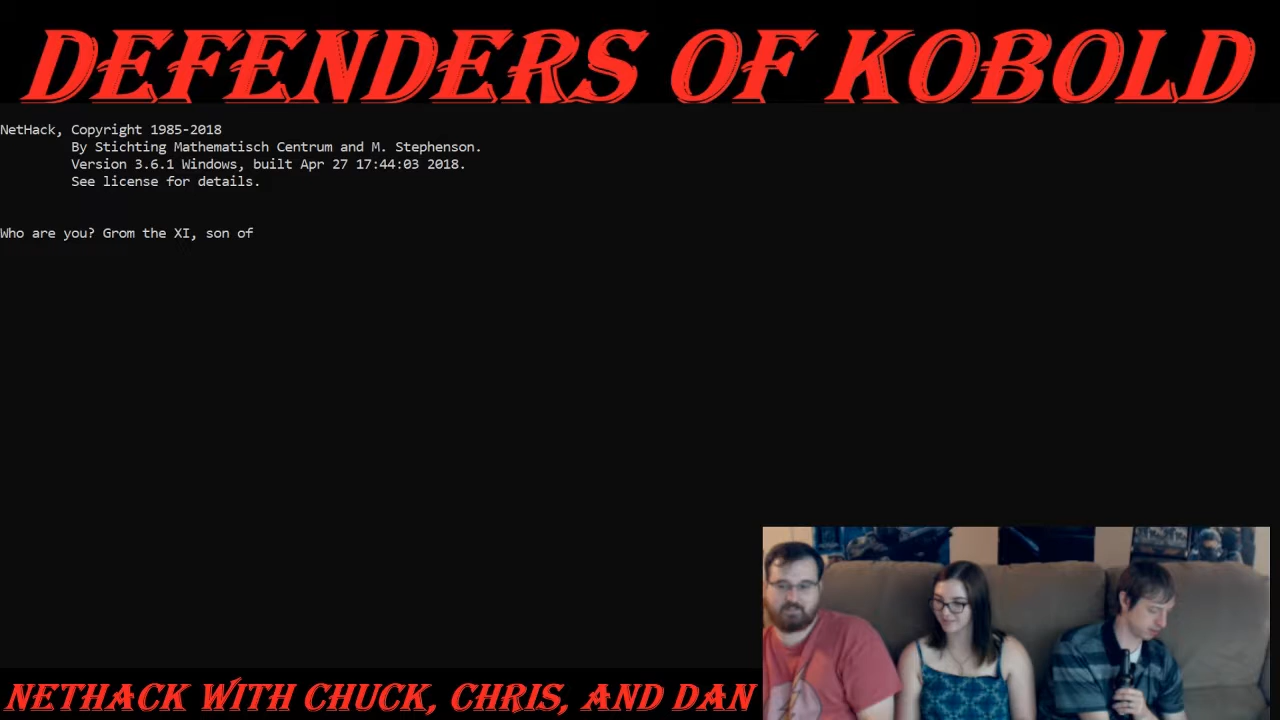 DEFENDERS OF KOBOLD
NetHack, Copyright 1985-2018
By Stichting Mathematisch Centrum and M. Stephenson.
Version 3.6.1 Windows, built Apr 27 17:44:03 2018.
See license for details.
Who are you? Grom the XI, son of
NETHACK WITH CHUCK, CHRIS, AND DAN